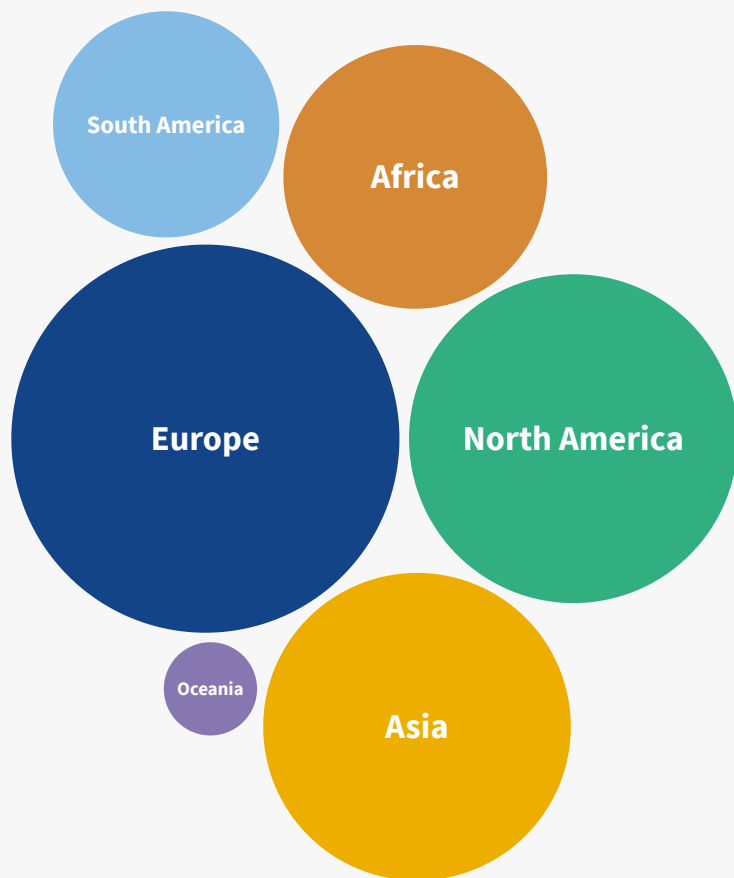 South America
Africa
Europe
North America
Oceania
Asia